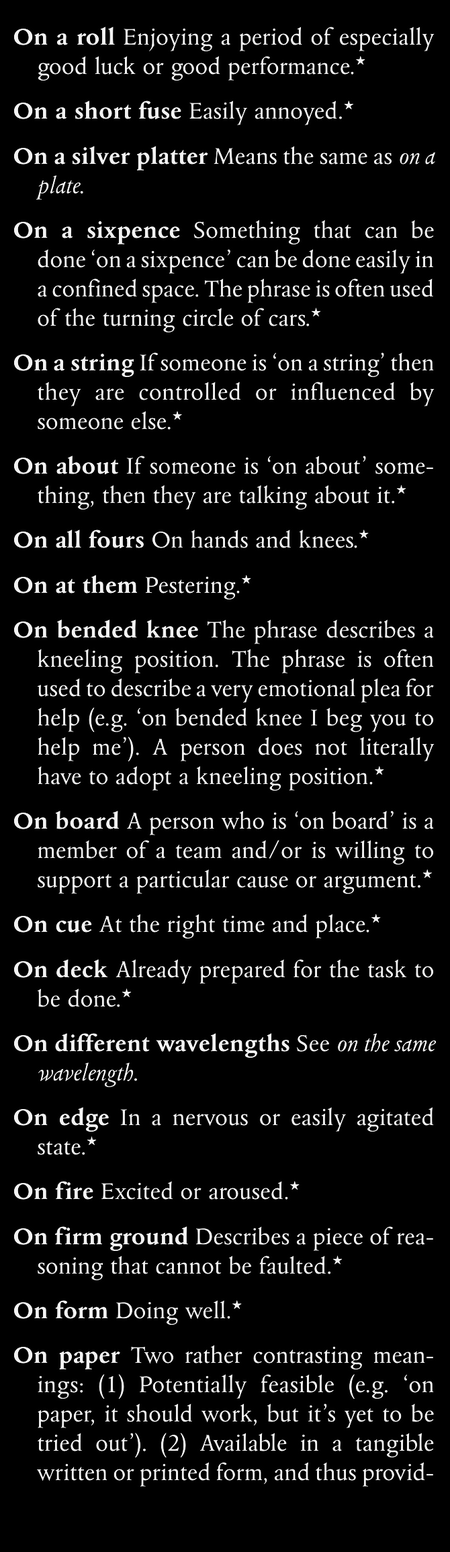 On a roll Enjoying a period of especially
good luck or good performance.★
On a short fuse Easily annoyed.★
On a silver platter Means the same as on a
plate.
On a sixpence Something that can be
done ‘on a sixpence’ can be done easily in
a confined space. The phrase is often used
of the turning circle of cars.★
On a string If someone is ‘on a string’ then
they are controlled or influenced by
someone else.★
On about If someone is ‘on about’ some-
thing, then they are talking about it.★
On all fours On hands and knees.★
On at them Pestering.★
On bended knee The phrase describes a
kneeling position. The phrase is often
used to describe a very emotional plea for
help (e.g. ‘on bended knee I beg you to
help me’). A person does not literally
have to adopt a kneeling position.★
On board A person who is ‘on board’ is a
member of a team and/or is willing to
support a particular cause or argument.★
On cue At the right time and place.★
On deck Already prepared for the task to
be done.★
On different wavelengths See on the same
wavelength.
On edge In a nervous or easily agitated
state.★
On fire Excited or aroused.★
On firm ground Describes a piece of rea-
soning that cannot be faulted.★
On form Doing well.★
On paper Two rather contrasting mean-
ings: (1) Potentially feasible (e.g. ‘on
paper, it should work, but it’s yet to be
tried out’). (2) Available in a tangible
written or printed form, and thus provid-